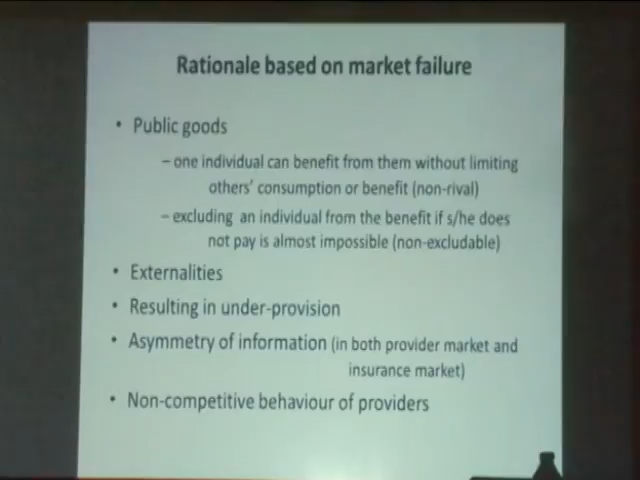 Rationale based on market failure
• Public goods
– one individual can benefit from them without limiting
others' consumption or benefit (non-rival)
– excluding an individual from the benefit if s/he does
not pay is almost impossible (non-excludable)
• Externalities
• Resulting in under-provision
• Asymmetry of information (in both provider market and
insurance market)
• Non-competitive behaviour of providers